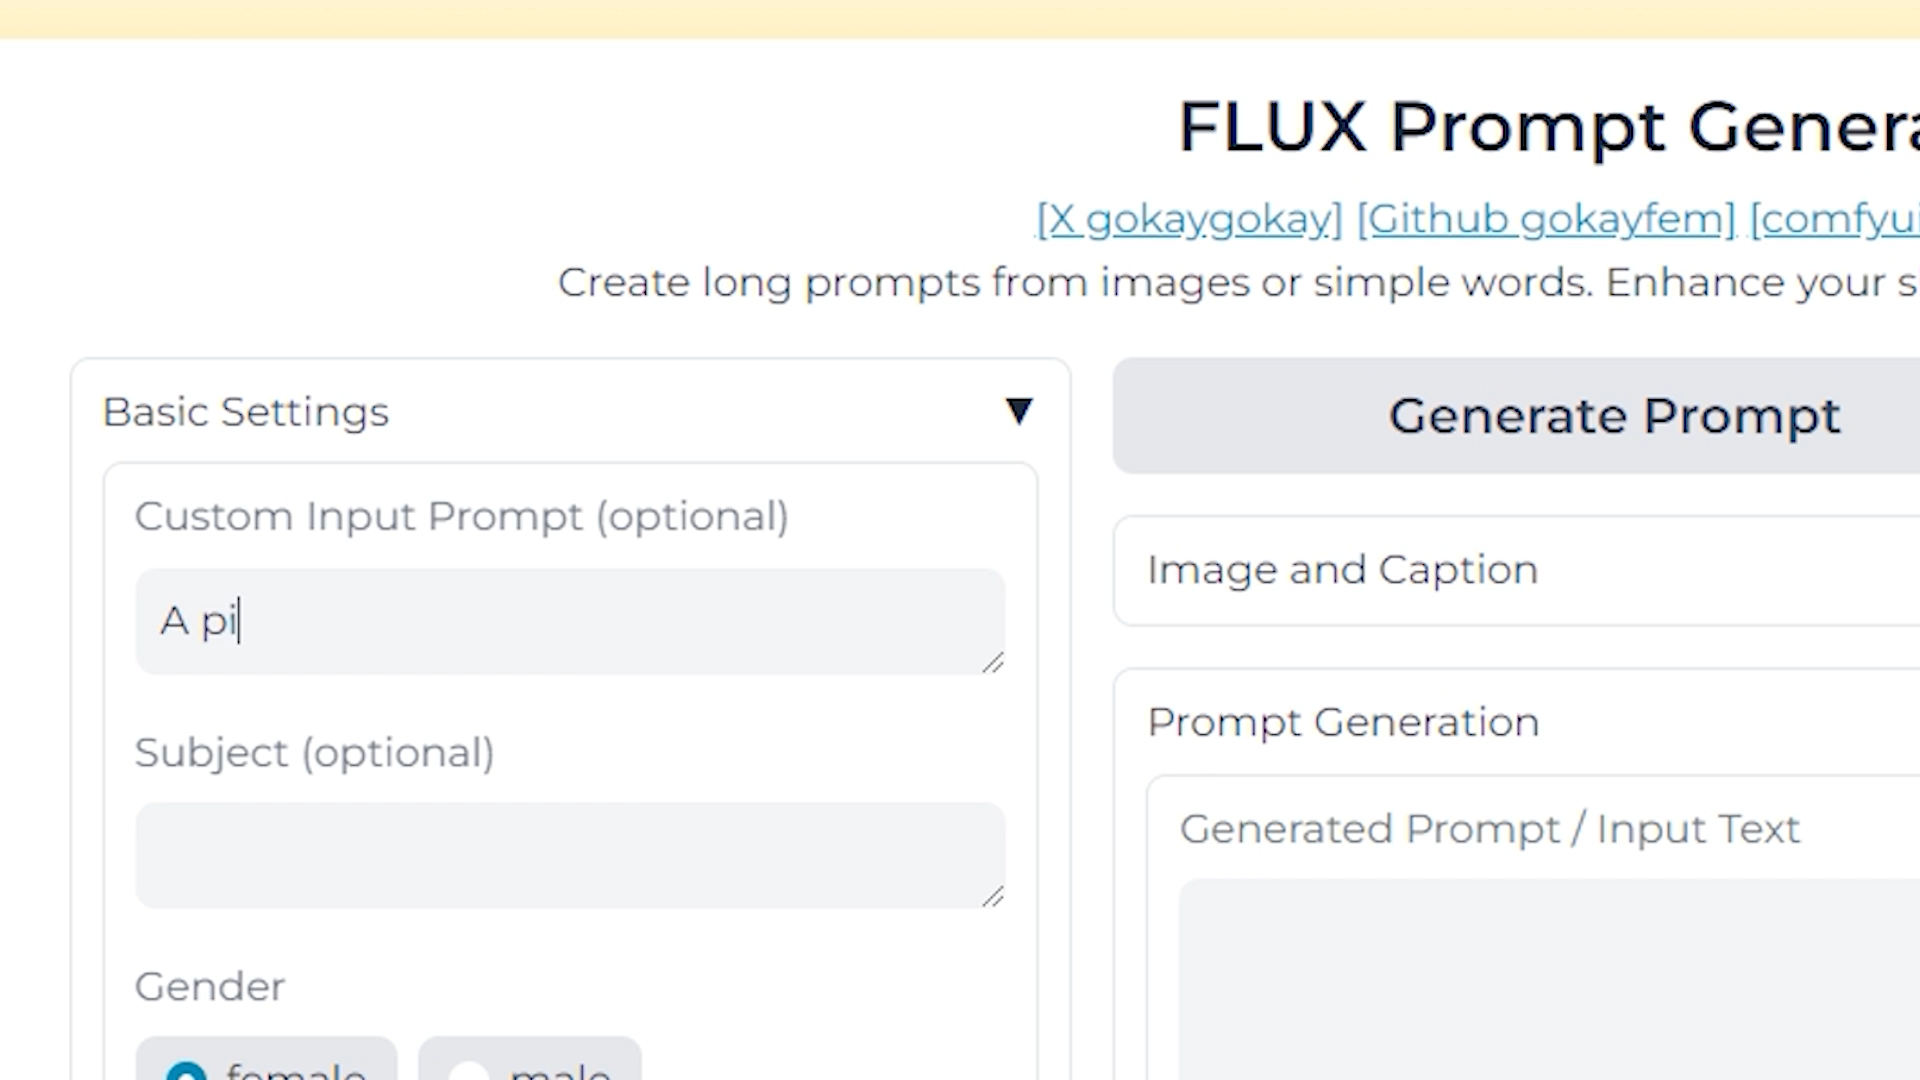 FLUX Prompt Genera
[X gokaygokay] [Github gokayfem] [comfyui
Create long prompts from images or simple words. Enhance your s
Basic Settings
Custom Input Prompt (optional)
A pi
Subject (optional)
Gender
female
male
Generate Prompt
Image and Caption
Prompt Generation
Generated Prompt / Input Text